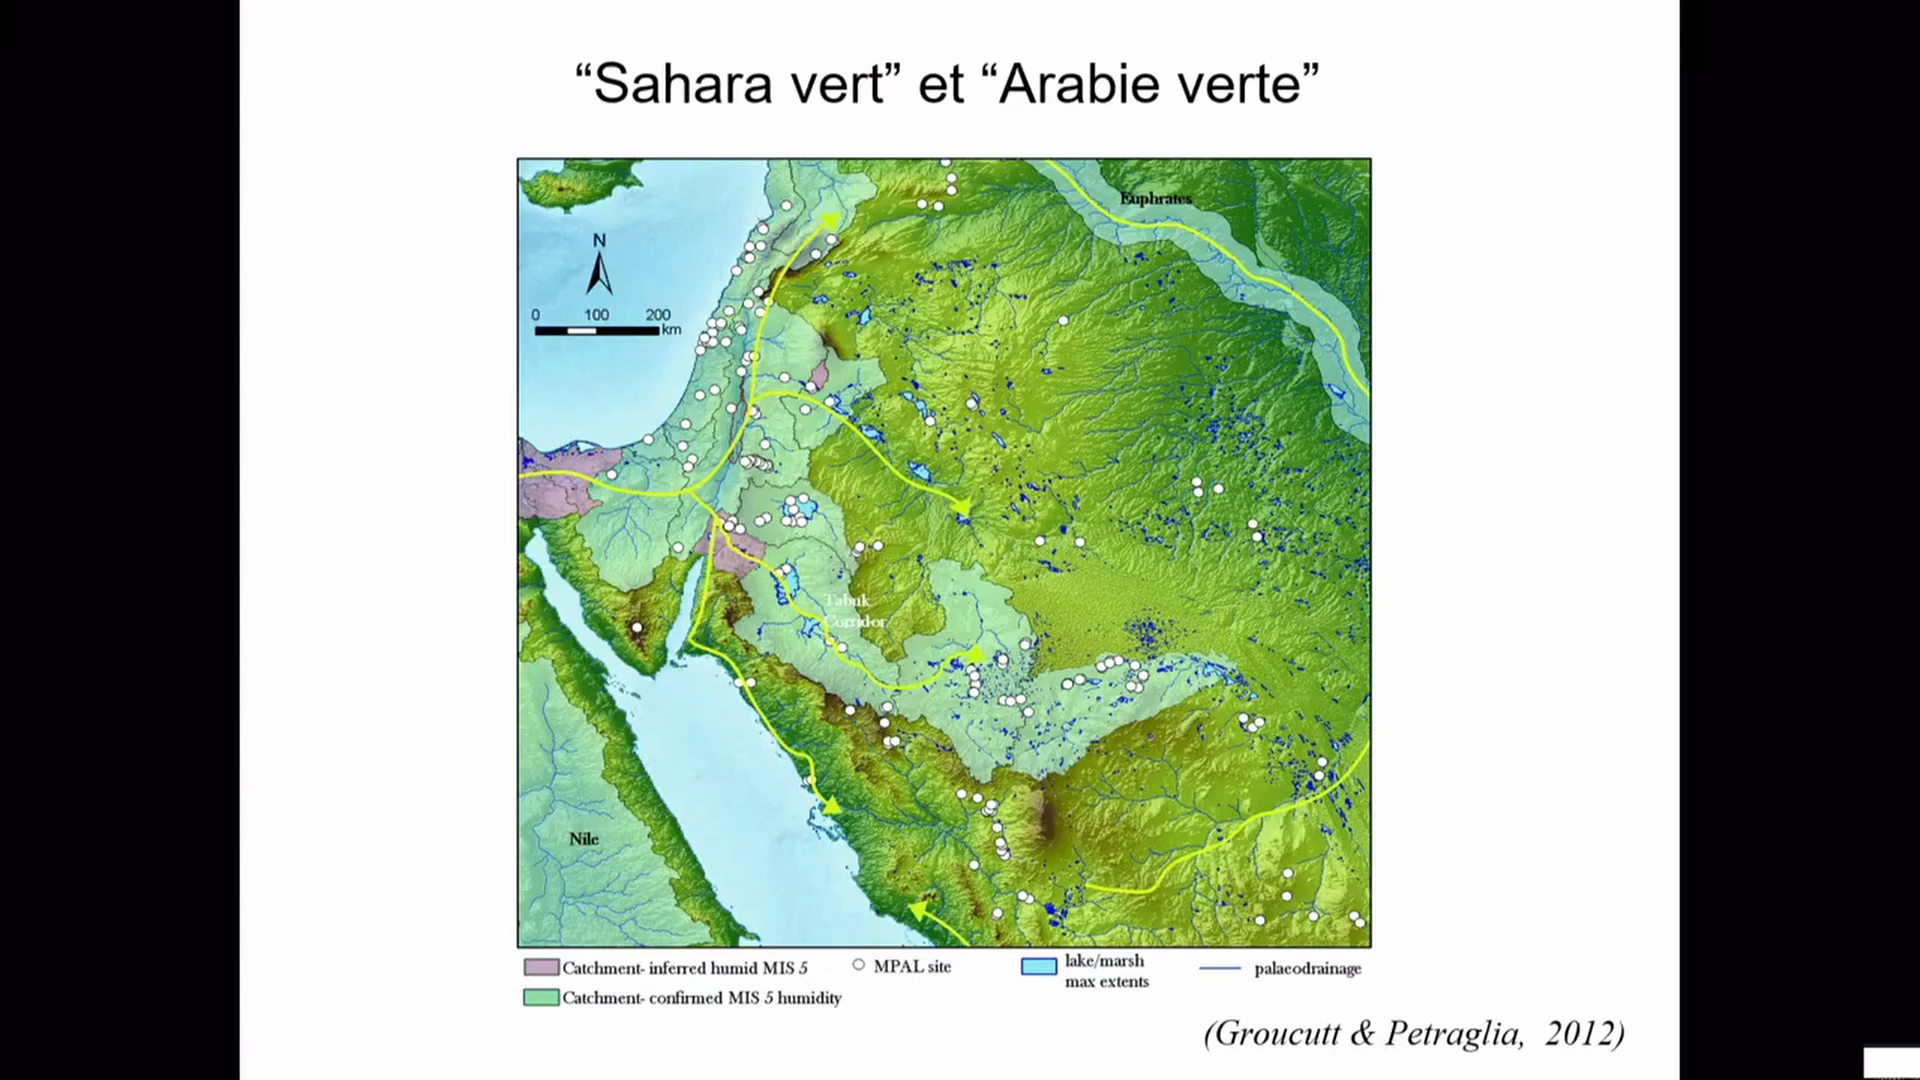 “Sahara vert” et “Arabie verte”
Euphrates
N
0 100 200
km
Tabuk
Corridor
Nile
Catchment- inferred humid MIS 5
MPAL site
lake/marsh
max extents
palaeodrainage
Catchment- confirmed MIS 5 humidity
(Groucutt & Petraglia, 2012)